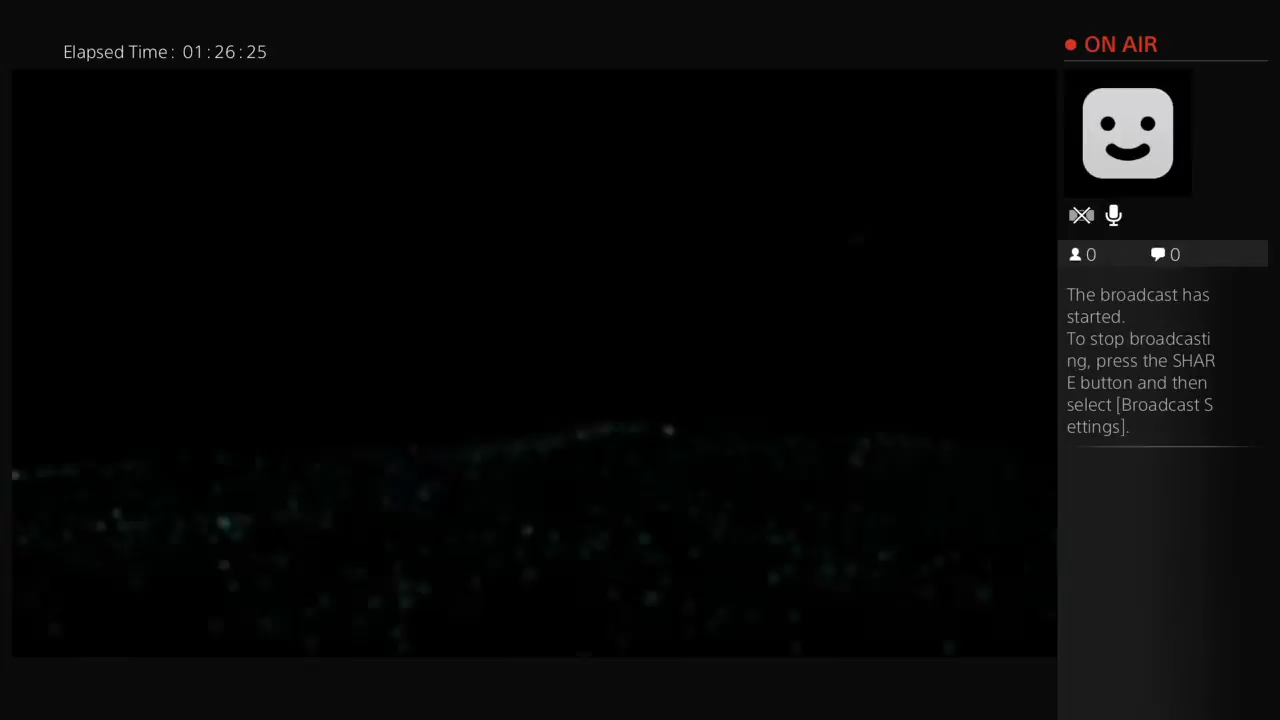 Elapsed Time: 01:26:25
ON AIR
0 0
The broadcast has
started.
To stop broadcasti
ng, press the SHAR
E button and then
select [Broadcast S
ettings].